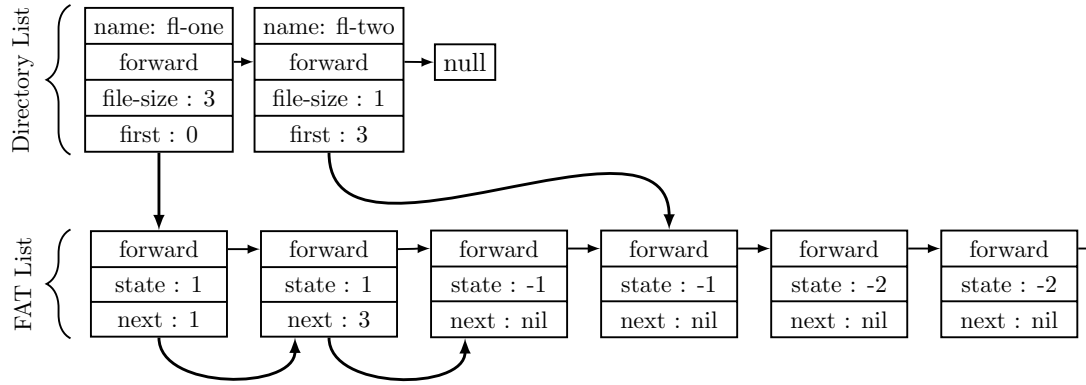 Directory List
name: fl-one
forward
file-size : 3
first : 0
name: fl-two
forward
file-size : 1
first : 3
null
FAT List
forward
state : 1
next : 1
forward
state : 1
next : 3
forward
state : -1
next : nil
forward
state : -1
next : nil
forward
state : -2
next : nil
forward
state : -2
next : nil